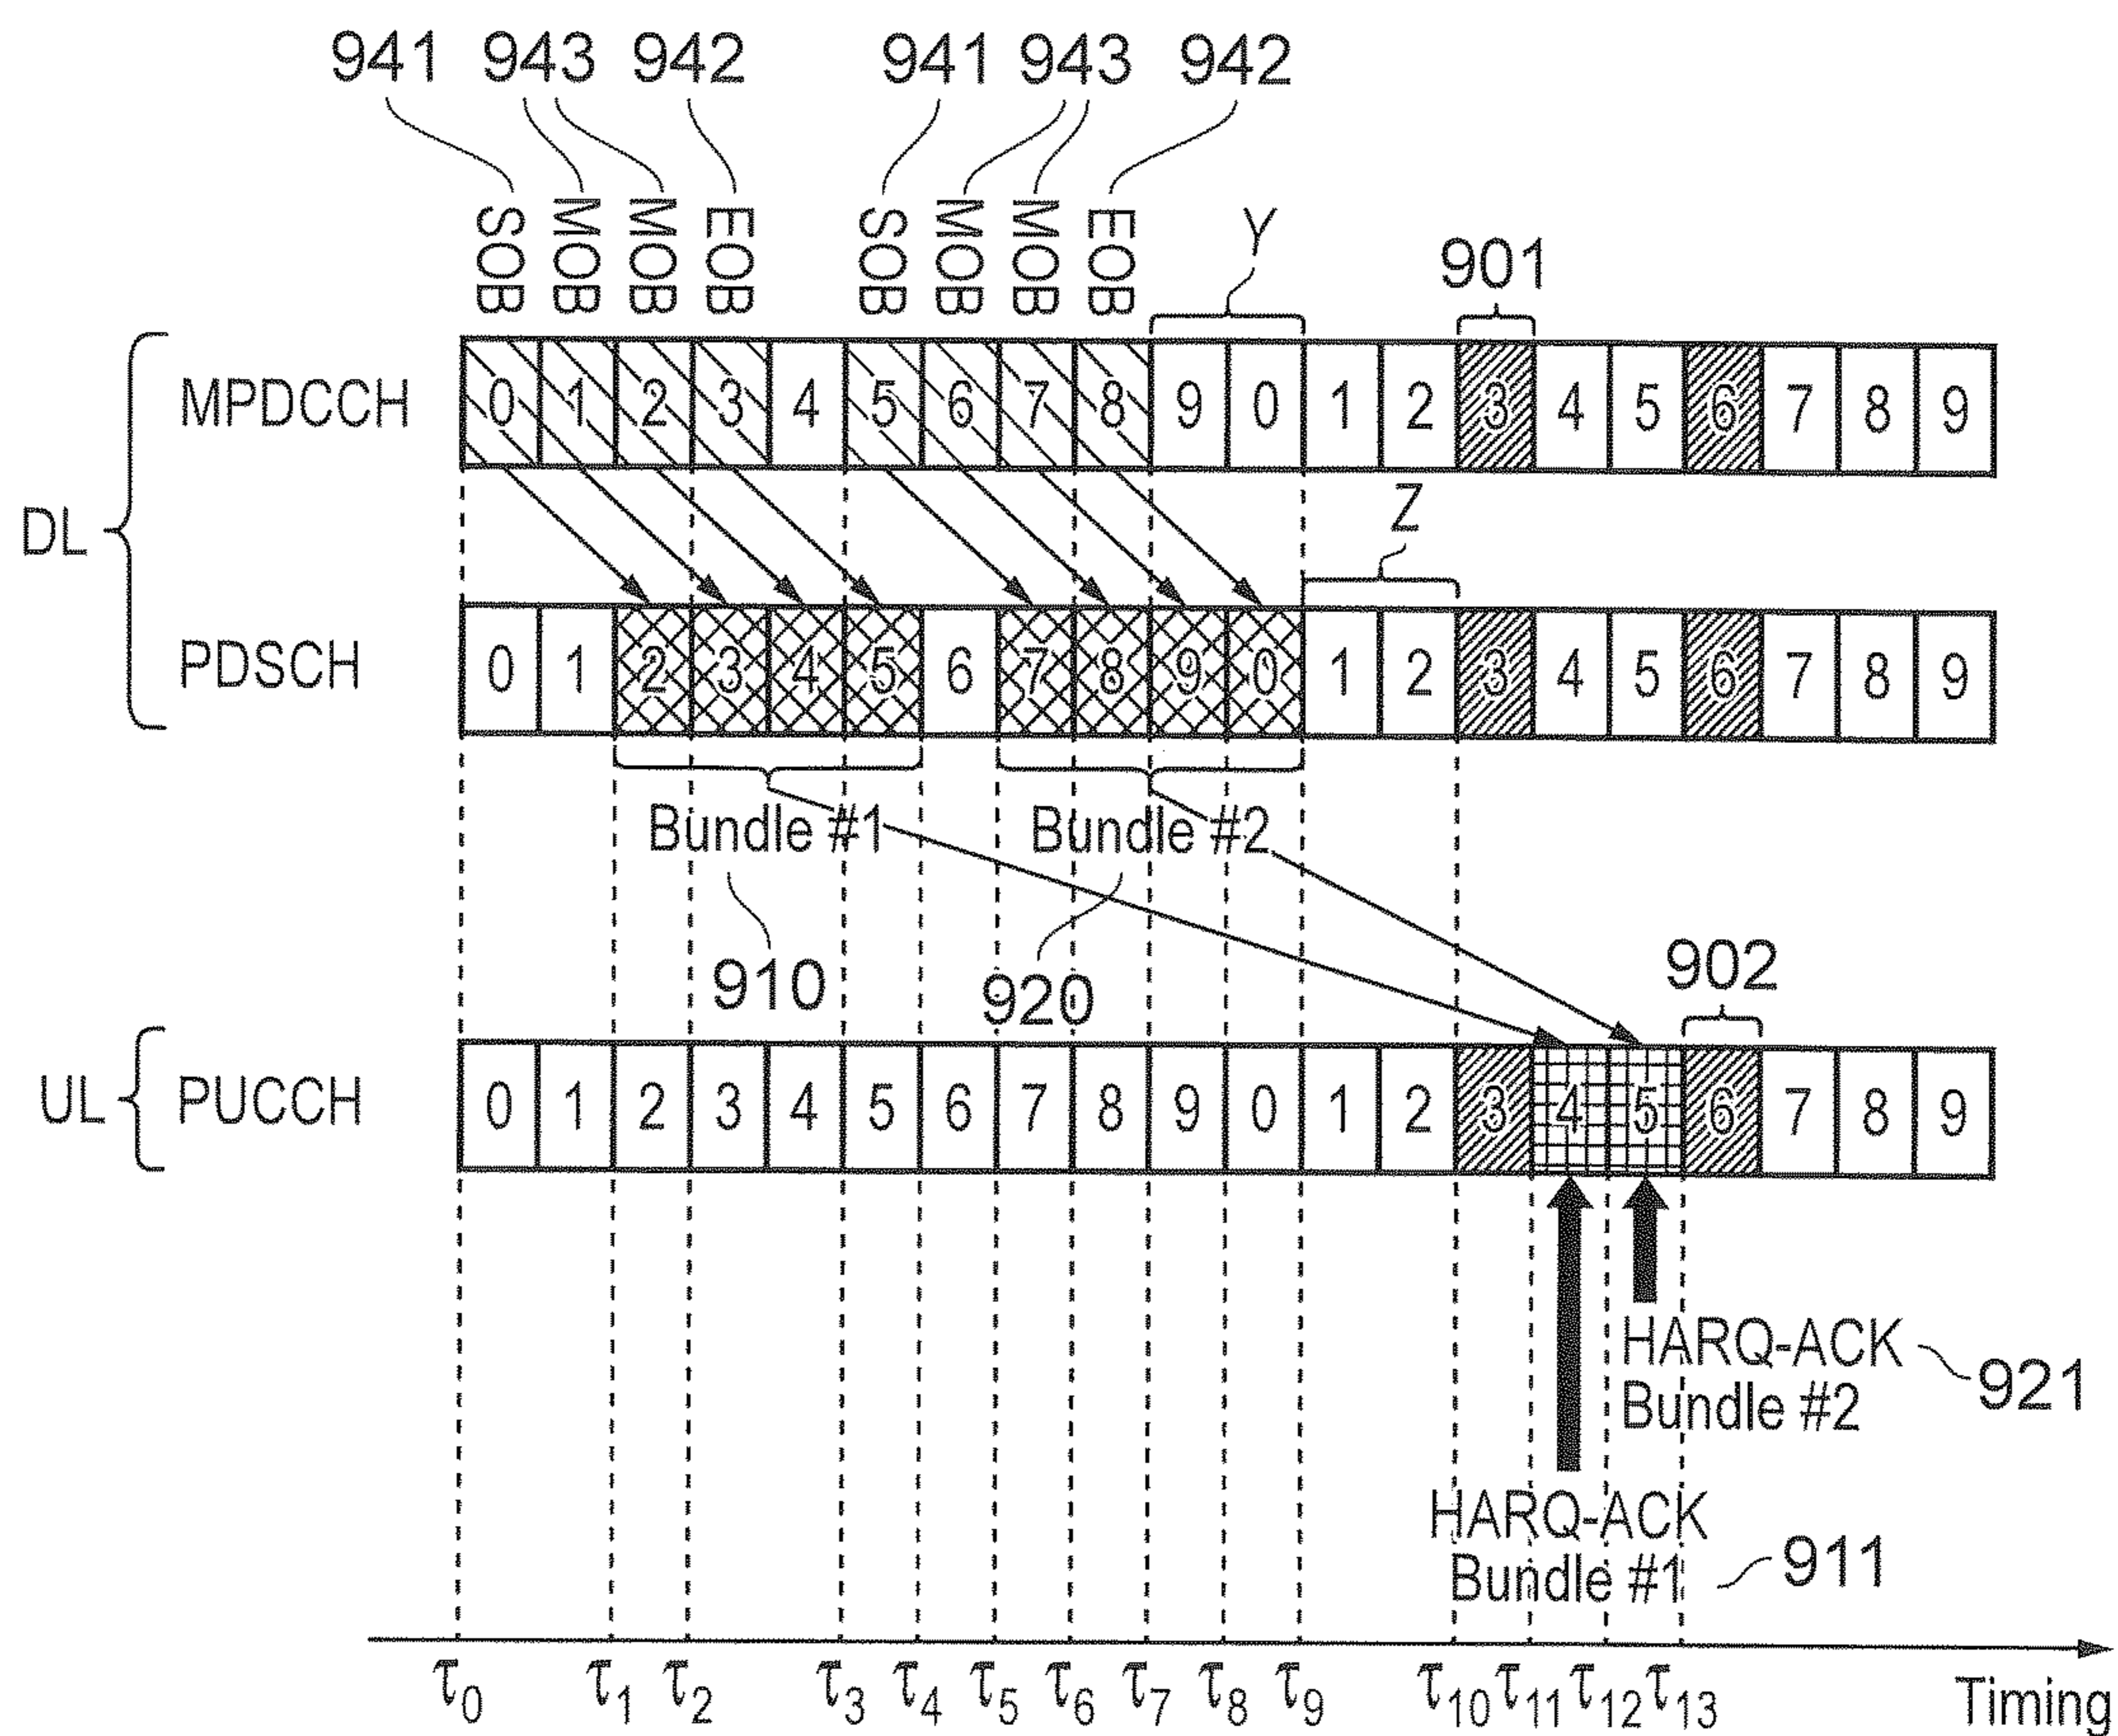 941 943 942 941 943 942
SOB MOB MOB EOB SOB MOB MOB EOB Y 901
MPDCCH 0 1 2 3 4 5 6 7 8 9 0 1 2 3 4 5 6 7 8 9
DL Z
PDSCH 0 1 2 3 4 5 6 7 8 9 0 1 2 3 4 5 6 7 8 9
Bundle #1 Bundle #2
910 920 902
UL PUCCH 0 1 2 3 4 5 6 7 8 9 0 1 2 3 4 5 6 7 8 9
HARQ-ACK
Bundle #2
921
HARQ-ACK
Bundle #1
911
τ0 τ1 τ2 τ3 τ4 τ5 τ6 τ7 τ8 τ9 τ10 τ11 τ12 τ13 Timing